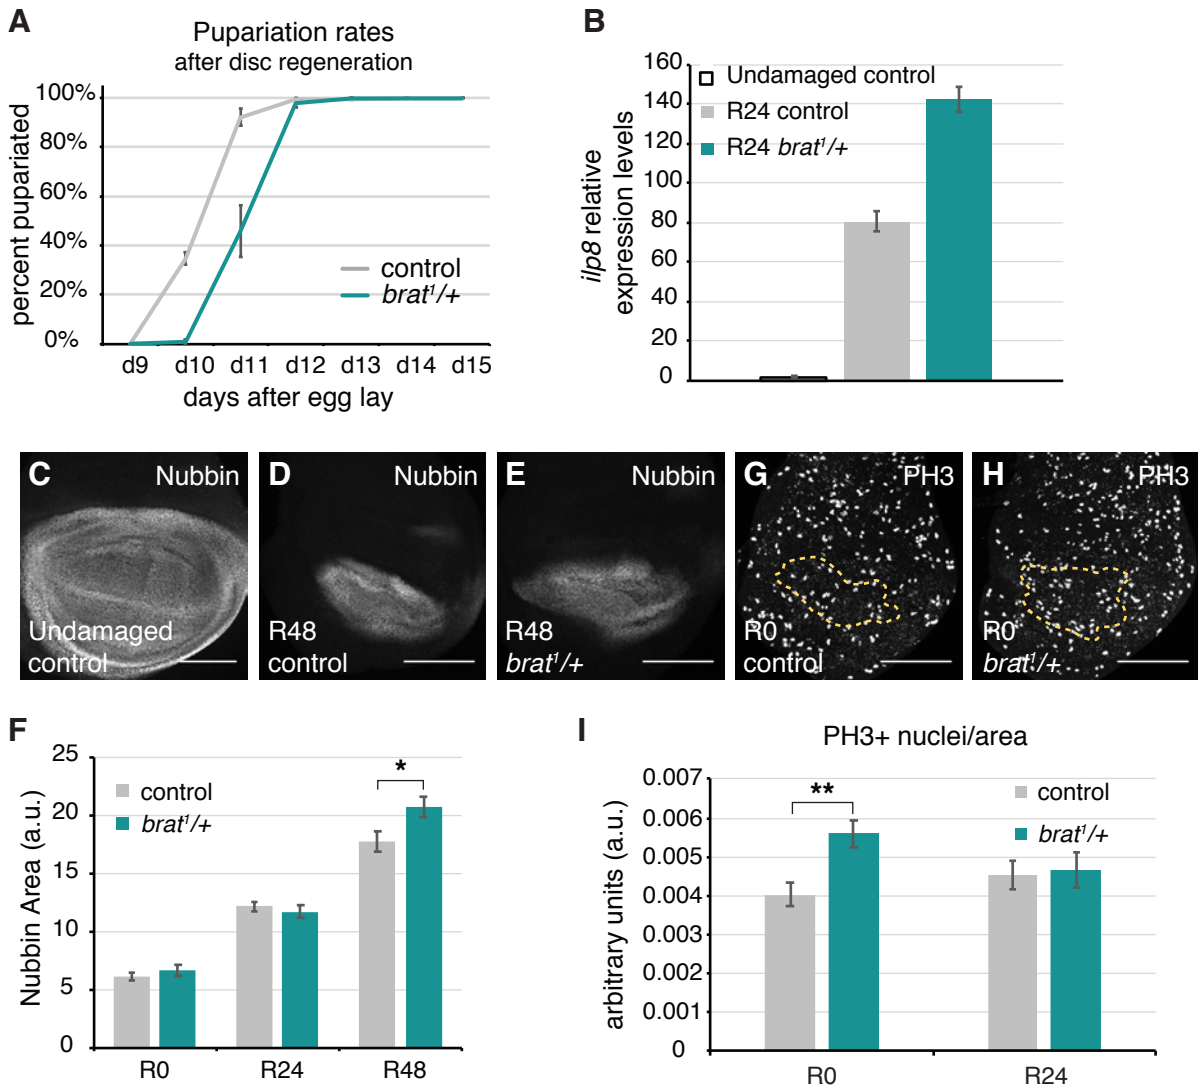 A
Pupariation rates
after disc regeneration
percent pupariated
100%
80%
60%
40%
20%
0%
control
brat¹/+
d9 d10 d11 d12 d13 d14 d15
days after egg lay
B
ilp8 relative
expression levels
160
140
120
100
80
60
40
20
0
Undamaged control
R24 control
R24 brat¹/+
C
Nubbin
Undamaged
control
D
Nubbin
R48
control
E
Nubbin
R48
brat¹/+
G
PH3
R0
control
H
PH3
R0
brat¹/+
F
Nubbin Area (a.u.)
25
20
15
10
5
0
control
brat¹/+
*
R0 R24 R48
I
PH3+ nuclei/area
arbitrary units (a.u.)
0.007
0.006
0.005
0.004
0.003
0.002
0.001
0
**
control
brat¹/+
R0 R24